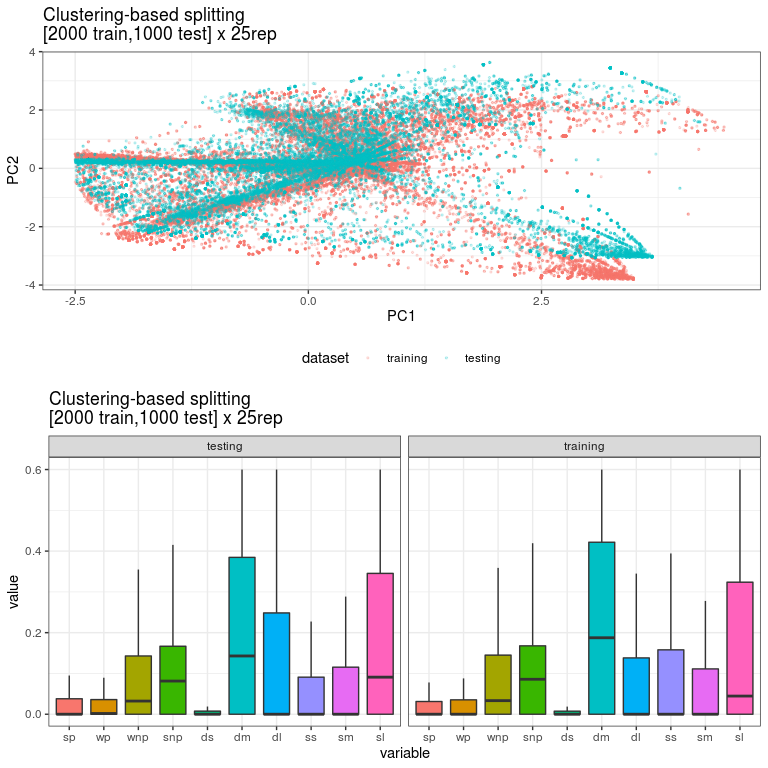 Clustering-based splitting
[2000 train,1000 test] x 25rep
4
2
0
-2
-4
PC2
-2.5 0.0 2.5
PC1
dataset training testing
Clustering-based splitting
[2000 train,1000 test] x 25rep
testing training
0.6
0.4
0.2
0.0
value
sp wp wnp snp ds dm dl ss sm sl sp wp wnp snp ds dm dl ss sm sl
variable